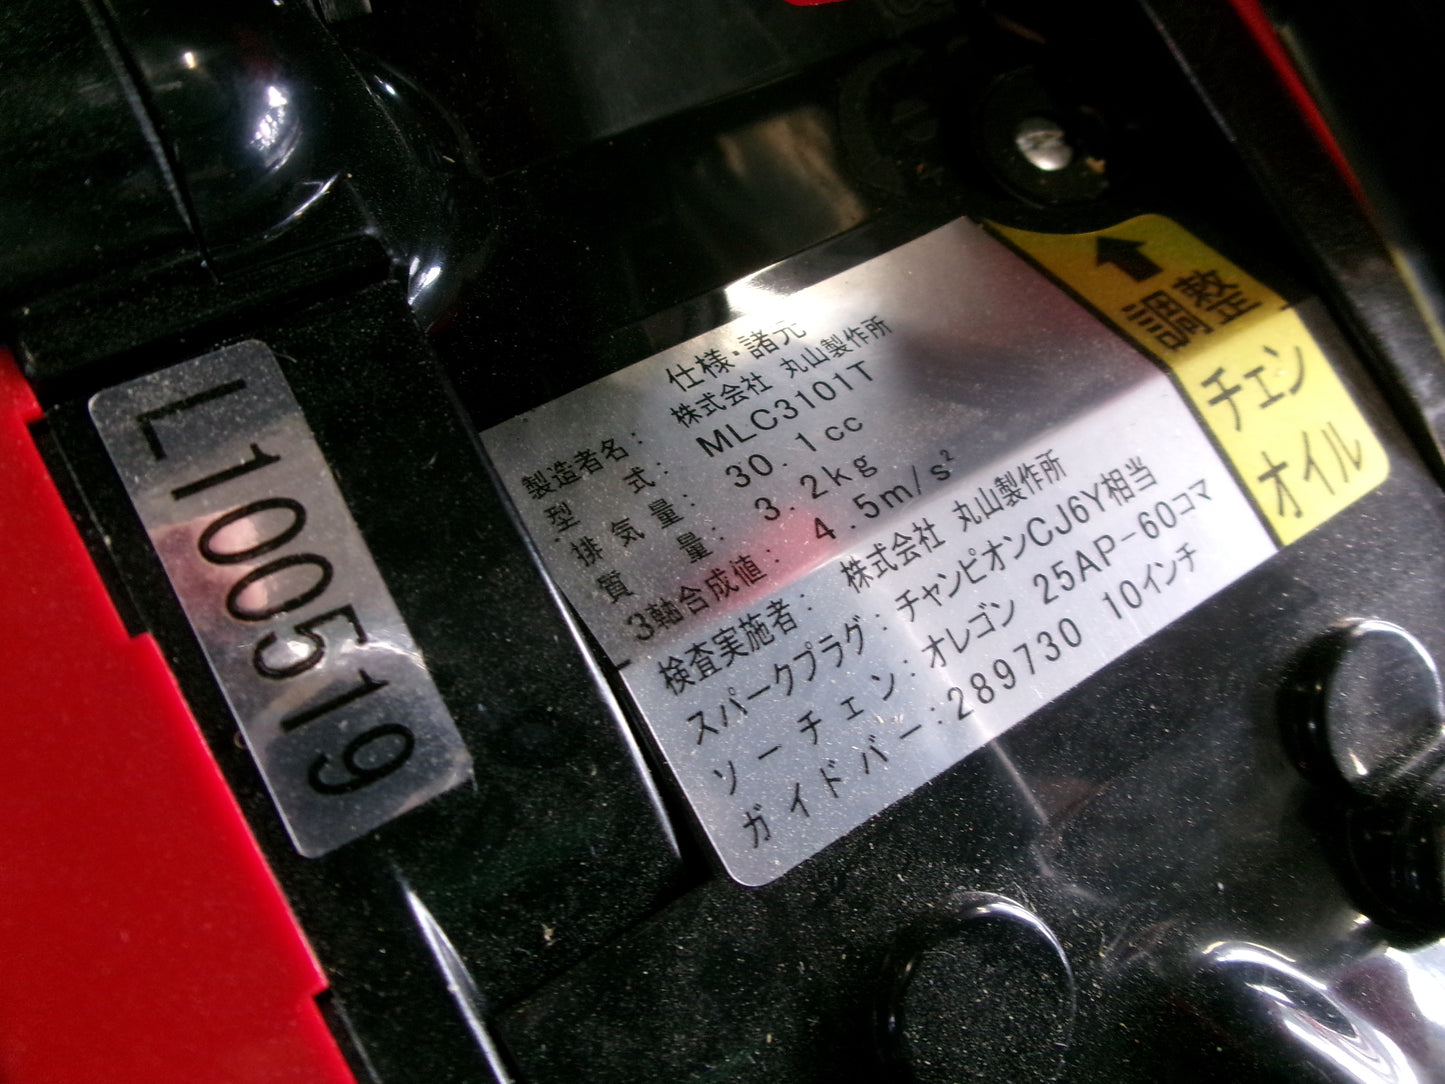 L100519
仕様・諸元
製造者名: 株式会社 丸山製作所
型 式: MLC3101T
排 気 量: 30.1cc
質 量: 3.2kg
3軸合成値: 4.5m/s²
検査実施者: 株式会社 丸山製作所
スパークプラグ: チャンピオンCJ6Y相当
ソーチェン: オレゴン 25AP-60コマ
ガイドバー: 289730 10インチ
調整
チェン
オイル